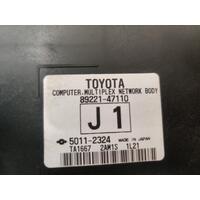 TOYOTA
COMPUTER.MULTIPLEX NETWORK BODY
89221-47110
J1
5011-2324 MADE IN JAPAN
TA1667 2AM1S 1L21